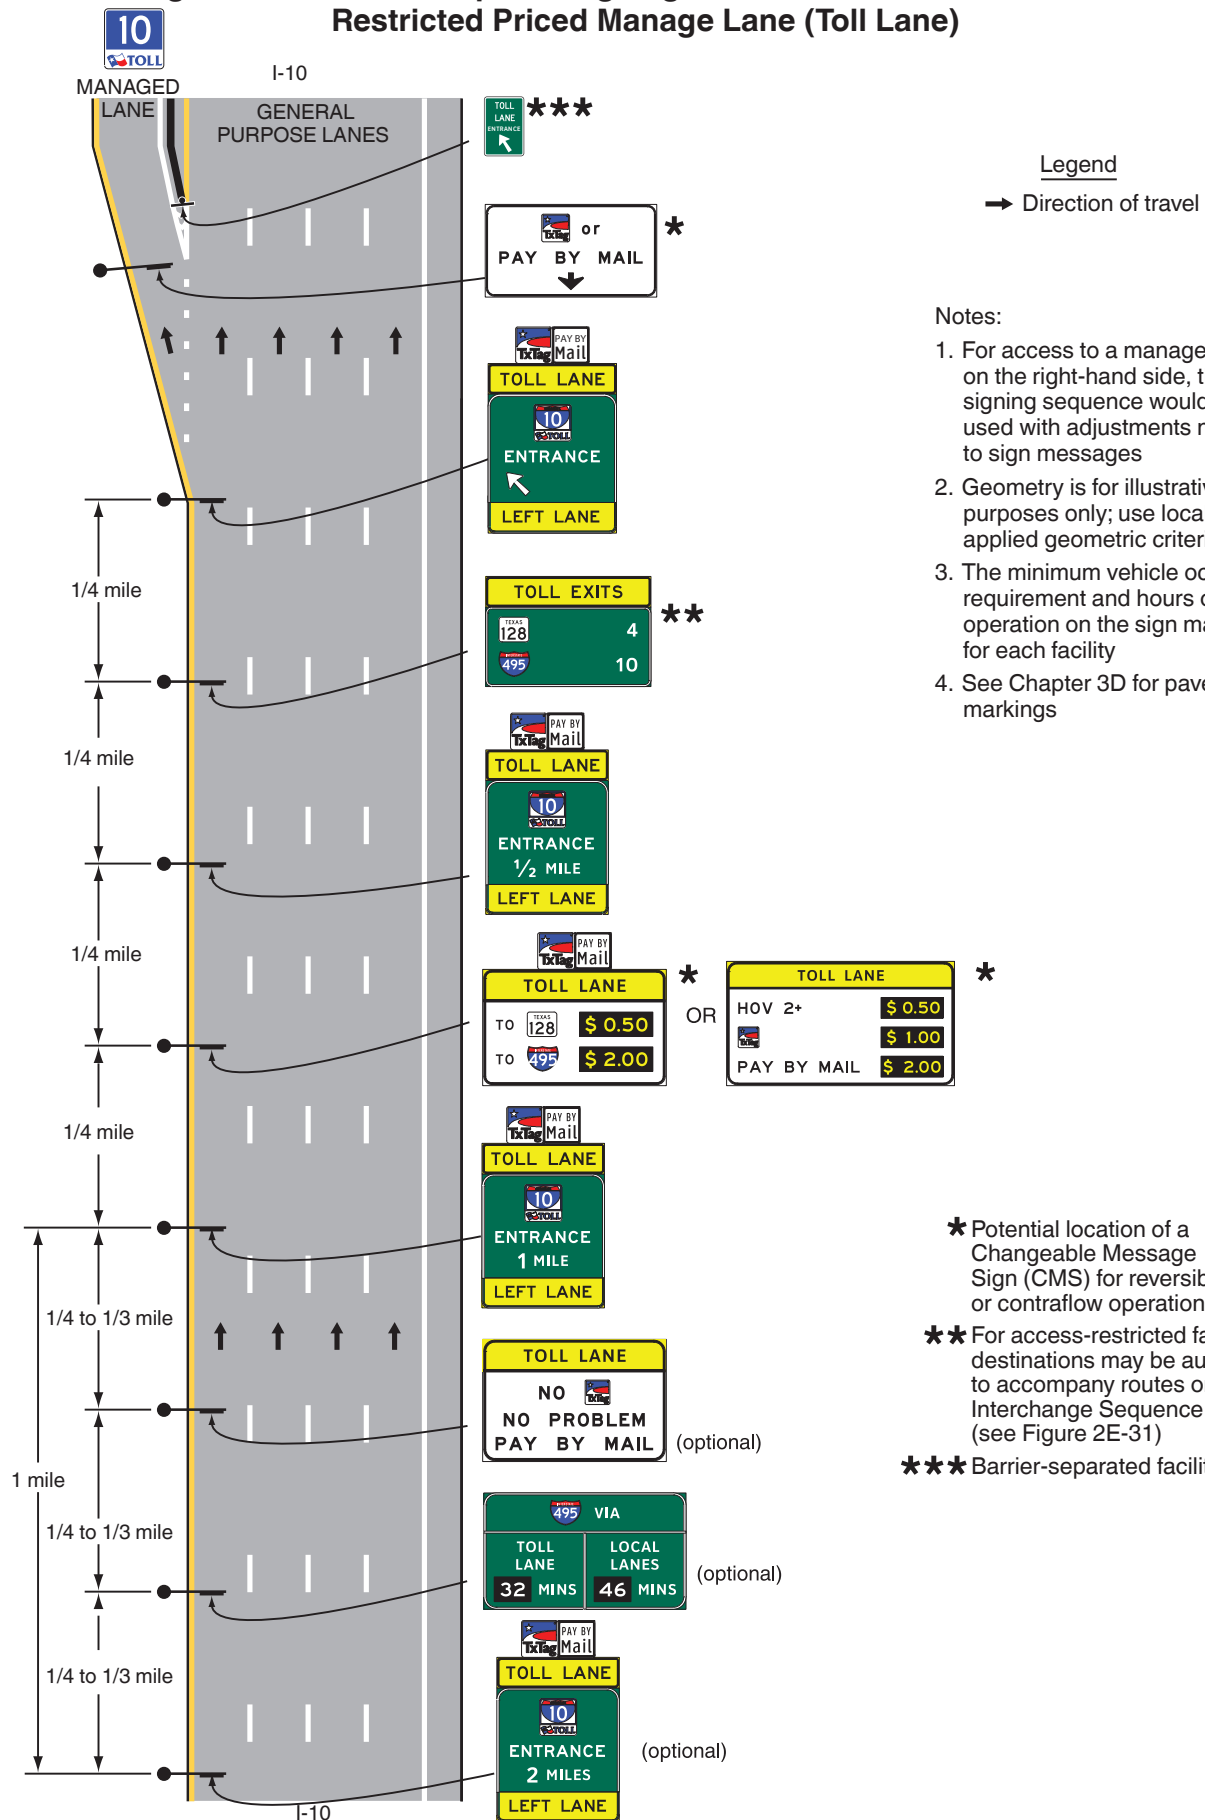 Restricted Priced Manage Lane (Toll Lane)
10
TOLL
MANAGED
LANE
I-10
GENERAL
PURPOSE LANES
TOLL
LANE
ENTRANCE
***
Legend
Direction of travel
TxTag or
PAY BY MAIL
*
TxTag PAY BY Mail
TOLL LANE
10
TOLL
ENTRANCE
LEFT LANE
Notes:
1. For access to a manage
on the right-hand side, t
signing sequence would
used with adjustments
to sign messages
2. Geometry is for illustrativ
purposes only; use loca
applied geometric criter
3. The minimum vehicle oc
requirement and hours o
operation on the sign ma
for each facility
4. See Chapter 3D for pave
markings
1/4 mile
TOLL EXITS
TEXAS 128 4
495 10
**
1/4 mile
TxTag PAY BY Mail
TOLL LANE
10
TOLL
ENTRANCE
1/2 MILE
LEFT LANE
1/4 mile
TxTag PAY BY Mail
TOLL LANE
TO TEXAS 128 $ 0.50
TO 495 $ 2.00
*
OR
TOLL LANE
HOV 2+ $ 0.50
TxTag $ 1.00
PAY BY MAIL $ 2.00
*
1/4 mile
TxTag PAY BY Mail
TOLL LANE
10
TOLL
ENTRANCE
1 MILE
LEFT LANE
* Potential location of a
Changeable Message
Sign (CMS) for reversib
or contraflow operation
** For access-restricted fa
destinations may be au
to accompany routes o
Interchange Sequence
(see Figure 2E-31)
*** Barrier-separated facilit
1/4 to 1/3 mile
TOLL LANE
NO TxTag
NO PROBLEM
PAY BY MAIL
(optional)
1 mile
1/4 to 1/3 mile
495 VIA
TOLL
LANE
32 MINS
LOCAL
LANES
46 MINS
(optional)
1/4 to 1/3 mile
TxTag PAY BY Mail
TOLL LANE
10
TOLL
ENTRANCE
2 MILES
LEFT LANE
(optional)
I-10